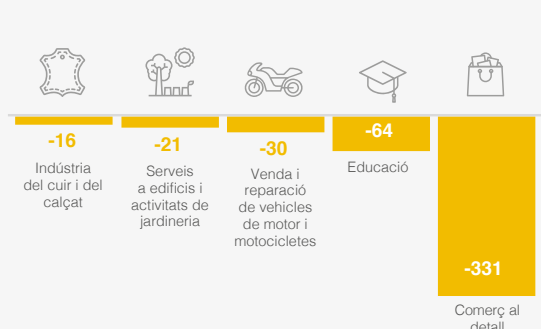 -16
Indústria
del cuir i del
calçat
-21
Serveis
a edificis i
activitats de
jardineria
-30
Venda i
reparació
de vehicles
de motor i
motocicletes
-64
Educació
-331
Comerç al
detall